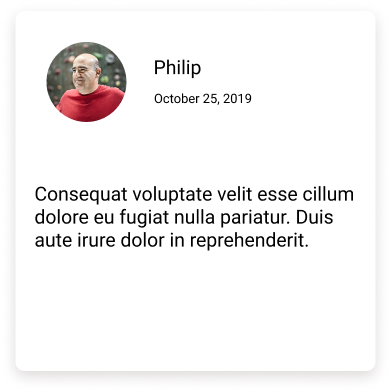 Philip
October 25, 2019
Consequat voluptate velit esse cillum
dolore eu fugiat nulla pariatur. Duis
aute irure dolor in reprehenderit.